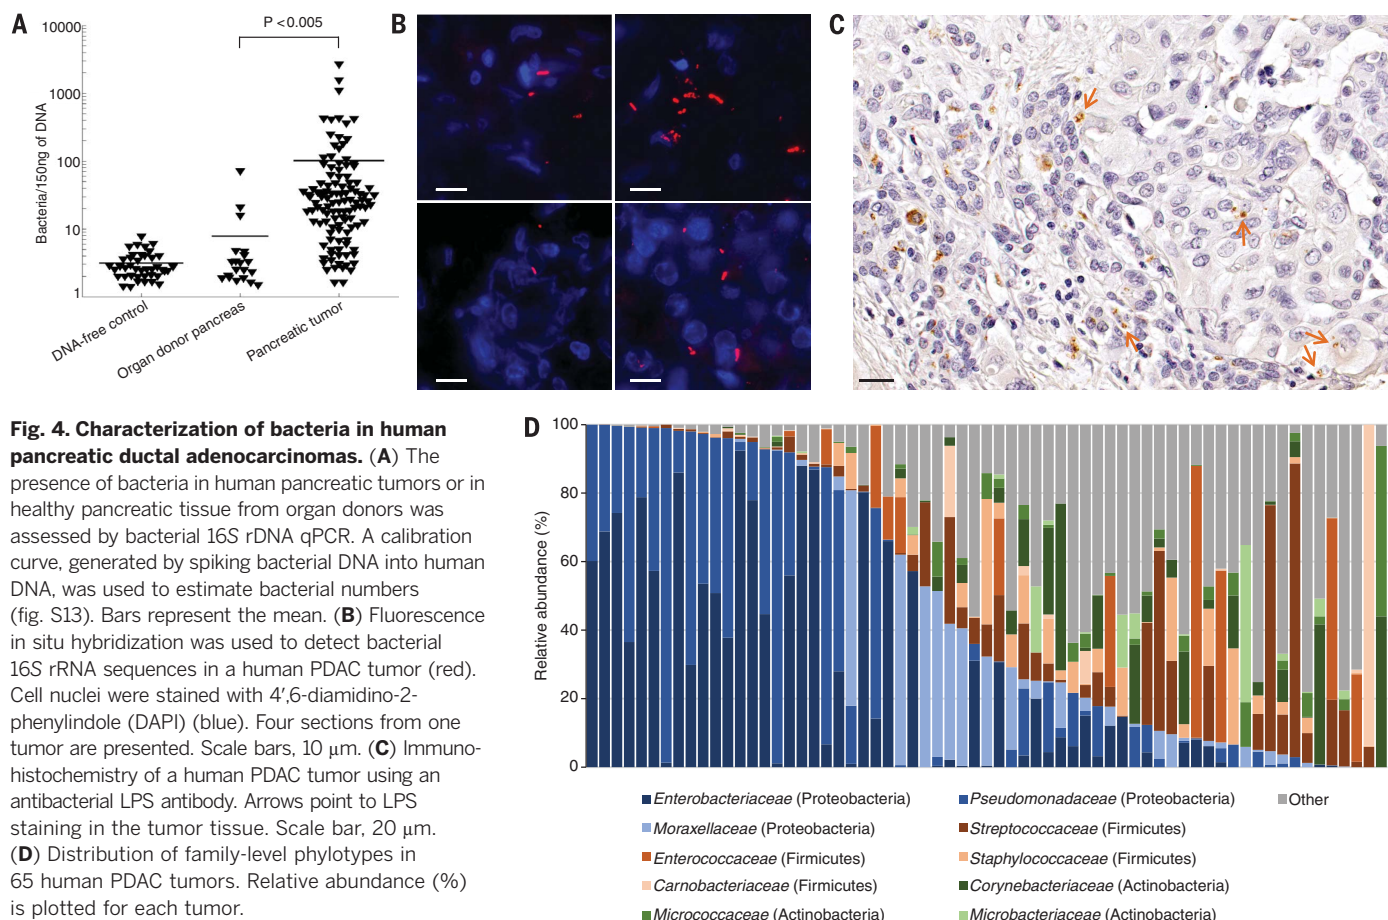 A
P < 0.005
10000
1000
100
10
1
Bacteria/150ng of DNA
DNA-free control
Organ donor pancreas
Pancreatic tumor
B
C
Fig. 4. Characterization of bacteria in human
pancreatic ductal adenocarcinomas. (A) The
presence of bacteria in human pancreatic tumors or in
healthy pancreatic tissue from organ donors was
assessed by bacterial 16S rDNA qPCR. A calibration
curve, generated by spiking bacterial DNA into human
DNA, was used to estimate bacterial numbers
(fig. S13). Bars represent the mean. (B) Fluorescence
in situ hybridization was used to detect bacterial
16S rRNA sequences in a human PDAC tumor (red).
Cell nuclei were stained with 4′,6-diamidino-2-
phenylindole (DAPI) (blue). Four sections from one
tumor are presented. Scale bars, 10 μm. (C) Immuno-
histochemistry of a human PDAC tumor using an
antibacterial LPS antibody. Arrows point to LPS
staining in the tumor tissue. Scale bar, 20 μm.
(D) Distribution of family-level phylotypes in
65 human PDAC tumors. Relative abundance (%)
is plotted for each tumor.
D
100
80
60
40
20
0
Relative abundance (%)
Enterobacteriaceae (Proteobacteria)
Pseudomonadaceae (Proteobacteria)
Other
Moraxellaceae (Proteobacteria)
Streptococcaceae (Firmicutes)
Enterococcaceae (Firmicutes)
Staphylococcaceae (Firmicutes)
Carnobacteriaceae (Firmicutes)
Corynebacteriaceae (Actinobacteria)
Micrococcaceae (Actinobacteria)
Microbacteriaceae (Actinobacteria)